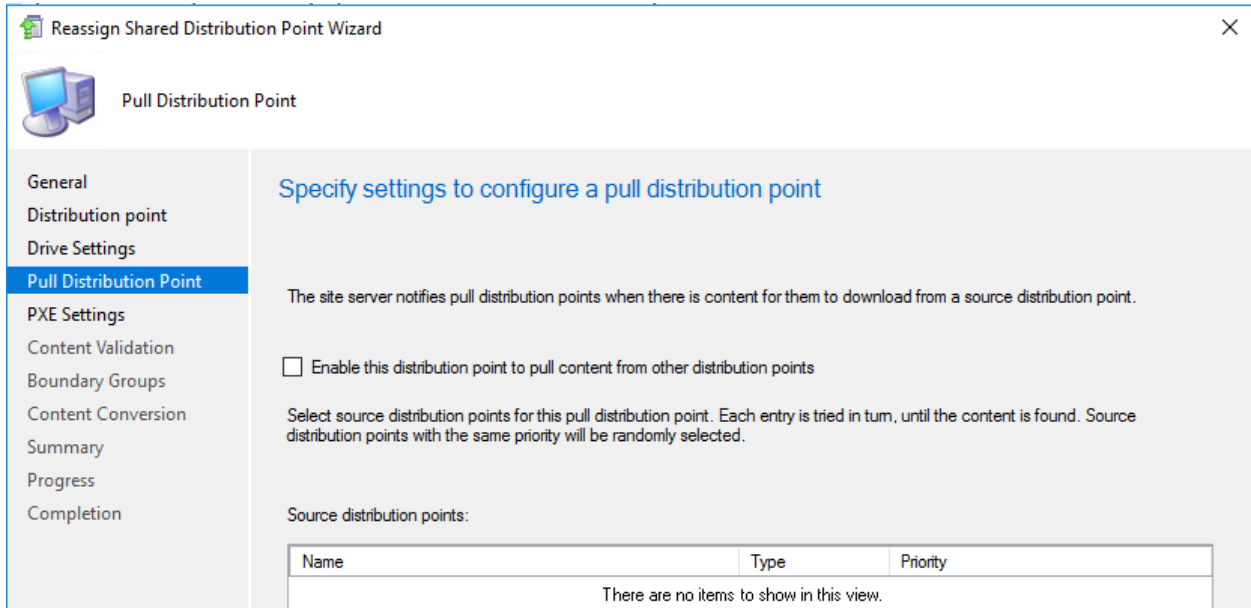 Reassign Shared Distribution Point Wizard
Pull Distribution Point
General
Distribution point
Drive Settings
Pull Distribution Point
PXE Settings
Content Validation
Boundary Groups
Content Conversion
Summary
Progress
Completion
Specify settings to configure a pull distribution point
The site server notifies pull distribution points when there is content for them to download from a source distribution point.
Enable this distribution point to pull content from other distribution points
Select source distribution points for this pull distribution point. Each entry is tried in turn, until the content is found. Source
distribution points with the same priority will be randomly selected.
Source distribution points:
Name Type Priority
There are no items to show in this view.